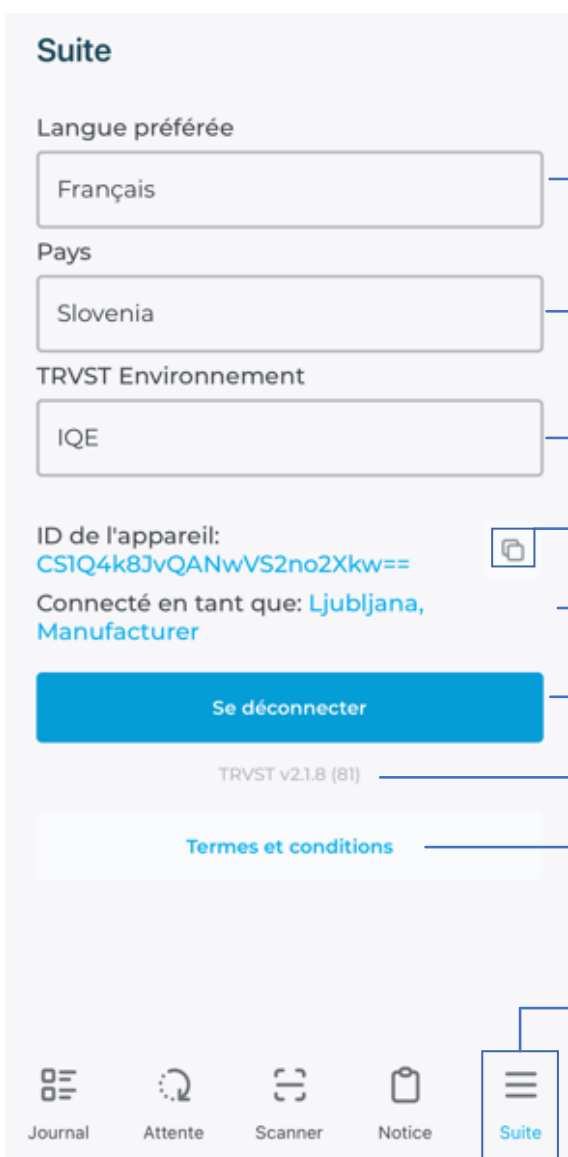 Suite
Langue préférée
Français
Pays
Slovenia
TRVST Environnement
IQE
ID de l'appareil:
CS1Q4k8JvQANwVS2no2Xkw==
Connecté en tant que: Ljubljana,
Manufacturer
Se déconnecter
TRVST v2.1.8 (81)
Termes et conditions
Journal Attente Scanner Notice Suite